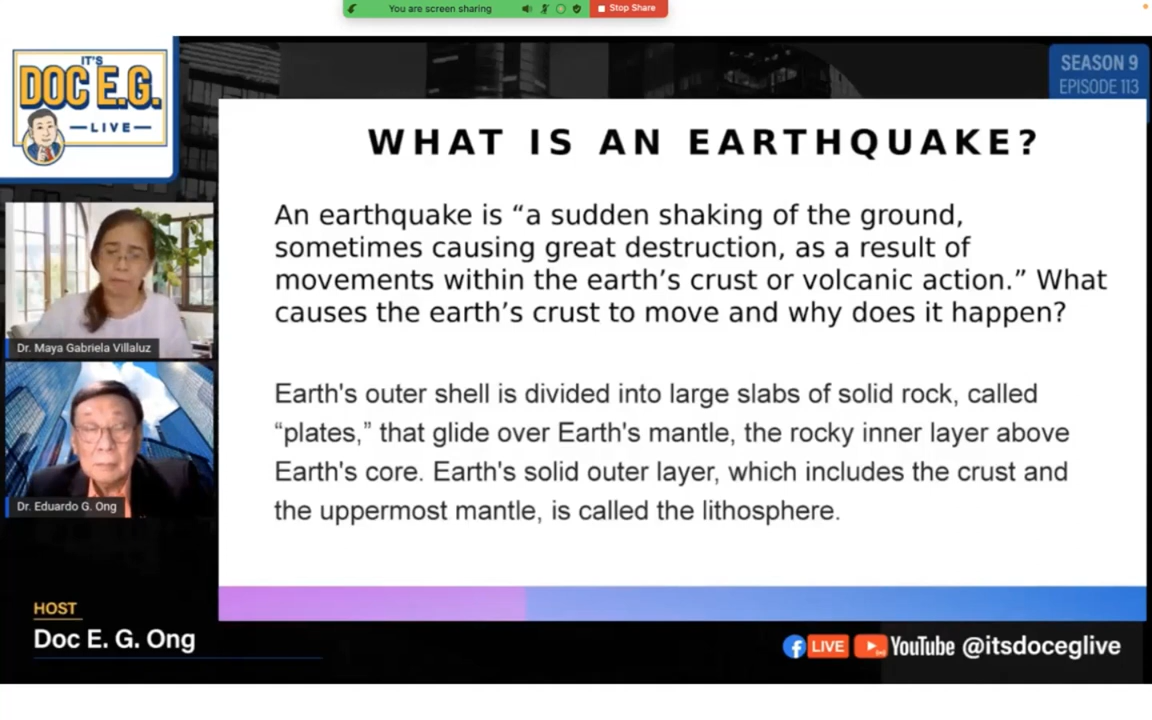 You are screen sharing
Stop Share
IT'S
DOC E.G.
LIVE
SEASON 9
EPISODE 113
WHAT IS AN EARTHQUAKE?
An earthquake is “a sudden shaking of the ground,
sometimes causing great destruction, as a result of
movements within the earth’s crust or volcanic action.” What
causes the earth’s crust to move and why does it happen?
Earth's outer shell is divided into large slabs of solid rock, called
“plates,” that glide over Earth's mantle, the rocky inner layer above
Earth's core. Earth's solid outer layer, which includes the crust and
the uppermost mantle, is called the lithosphere.
Dr. Maya Gabriela Villaluz
Dr. Eduardo G. Ong
HOST
Doc E. G. Ong
LIVE YouTube @itsdoceglive